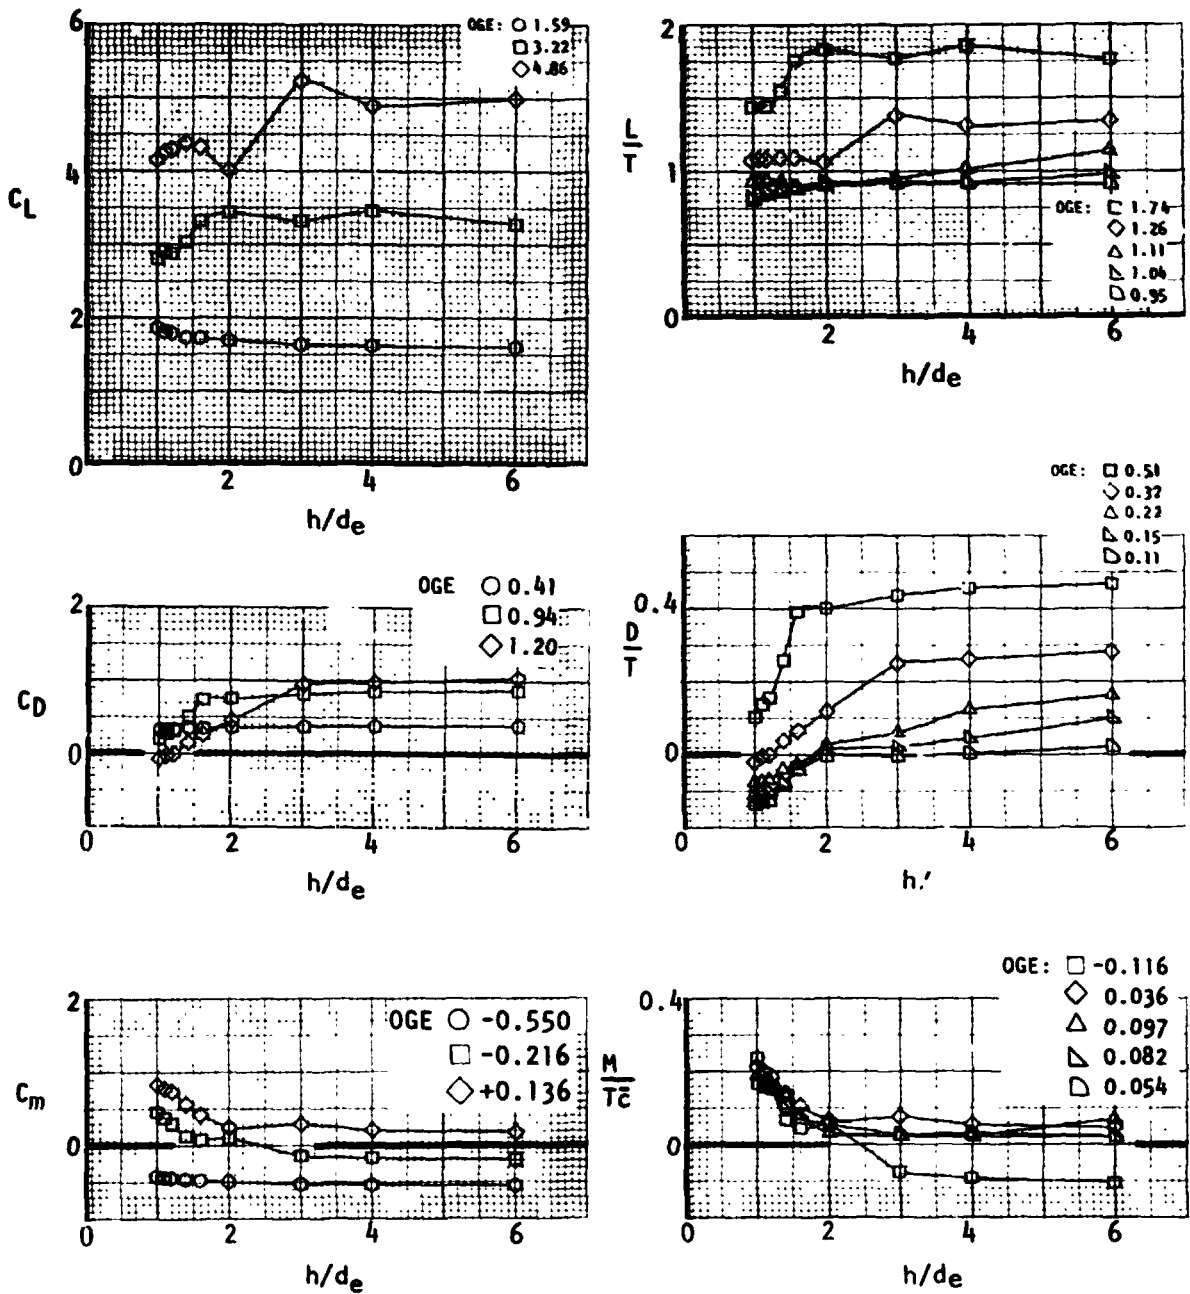 6
4
2
0
C_L
OGE: ○ 1.59
□ 3.22
◇ 4.86
2 4 6
h/d_e
2
1
0
L/T
OGE: □ 1.74
◇ 1.26
△ 1.11
◺ 1.04
D 0.95
2 4 6
h/d_e
2
0
C_D
OGE ○ 0.41
□ 0.94
◇ 1.20
0 2 4 6
h/d_e
OGE: □ 0.51
◇ 0.32
△ 0.22
◺ 0.15
D 0.11
0.4
0
D/T
0 2 4 6
h/
2
0
C_m
OGE ○ -0.550
□ -0.216
◇ +0.136
0 2 4 6
h/d_e
OGE: □ -0.116
◇ 0.036
△ 0.097
◺ 0.082
D 0.054
0.4
0
M/Tc̄
0 2 4 6
h/d_e